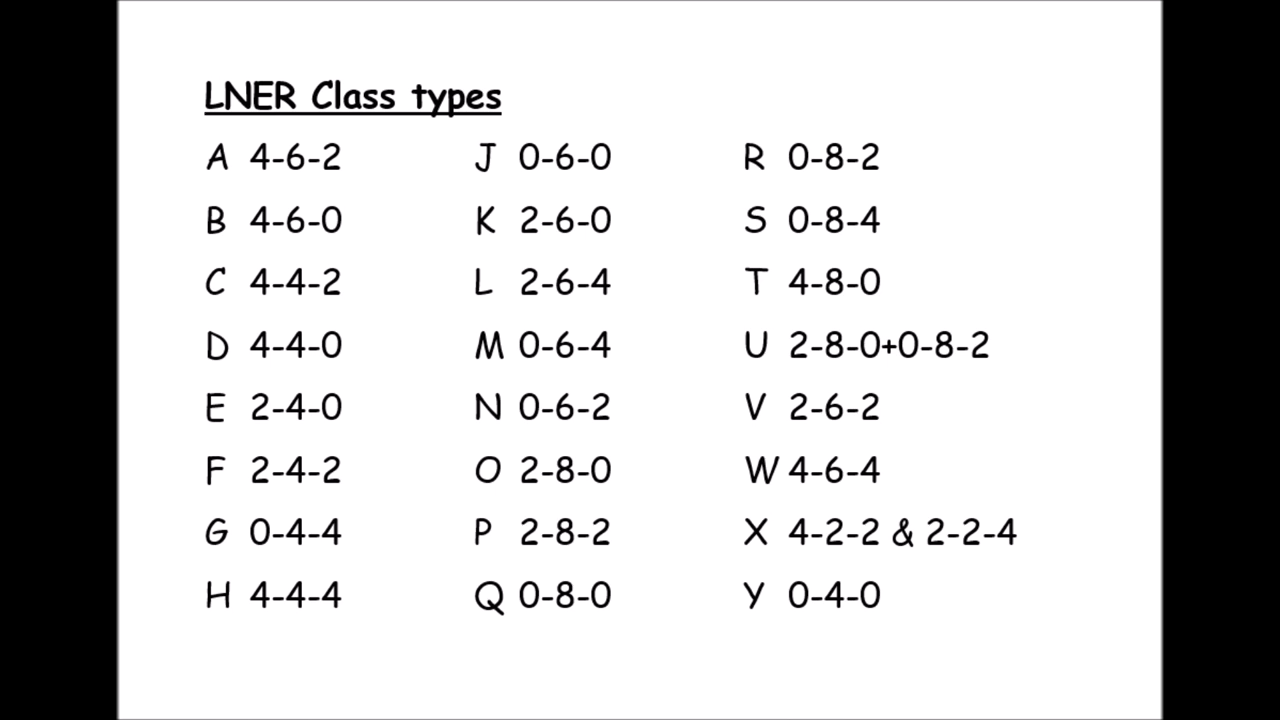 LNER Class types
A 4-6-2 J 0-6-0 R 0-8-2
B 4-6-0 K 2-6-0 S 0-8-4
C 4-4-2 L 2-6-4 T 4-8-0
D 4-4-0 M 0-6-4 U 2-8-0+0-8-2
E 2-4-0 N 0-6-2 V 2-6-2
F 2-4-2 O 2-8-0 W 4-6-4
G 0-4-4 P 2-8-2 X 4-2-2 & 2-2-4
H 4-4-4 Q 0-8-0 Y 0-4-0